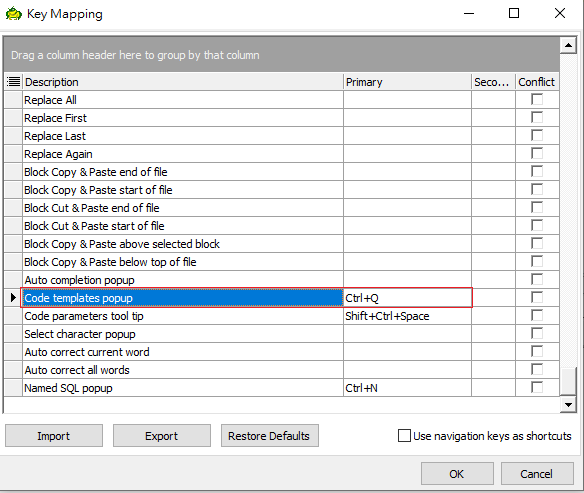 Key Mapping
Drag a column header here to group by that column
Description Primary Seco... Conflict
Replace All
Replace First
Replace Last
Replace Again
Block Copy & Paste end of file
Block Copy & Paste start of file
Block Cut & Paste end of file
Block Cut & Paste start of file
Block Copy & Paste above selected block
Block Copy & Paste below top of file
Auto completion popup
Code templates popup Ctrl+Q
Code parameters tool tip Shift+Ctrl+Space
Select character popup
Auto correct current word
Auto correct all words
Named SQL popup Ctrl+N
Import Export Restore Defaults Use navigation keys as shortcuts
OK Cancel